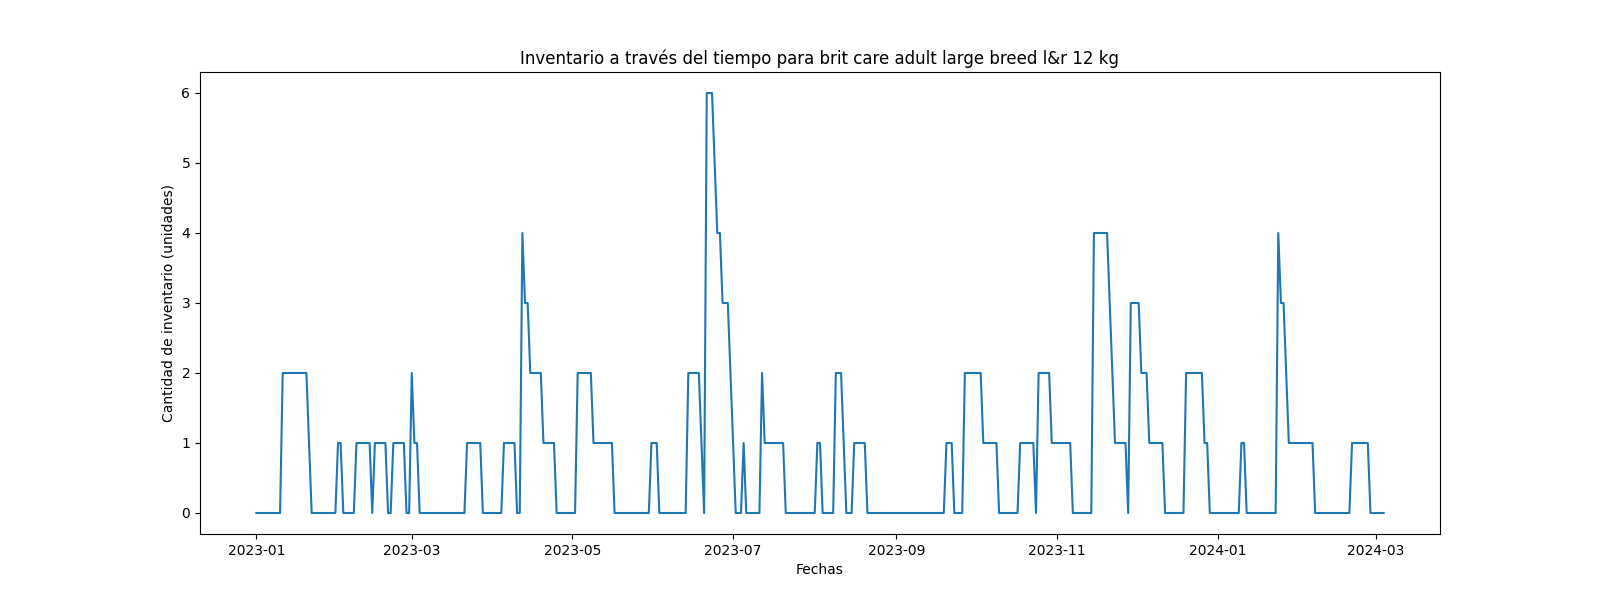 Inventario a través del tiempo para brit care adult large breed l&r 12 kg
Cantidad de inventario (unidades)
6
5
4
3
2
1
0
2023-01 2023-03 2023-05 2023-07 2023-09 2023-11 2024-01 2024-03
Fechas